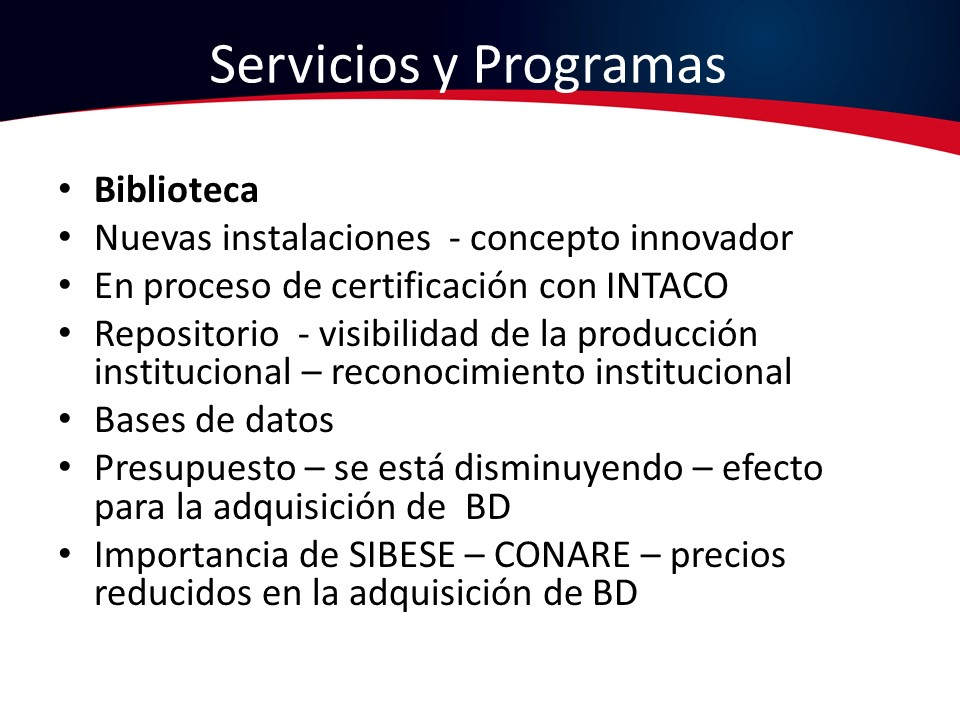 Servicios y Programas
• Biblioteca
• Nuevas instalaciones - concepto innovador
• En proceso de certificación con INTACO
• Repositorio - visibilidad de la producción
institucional – reconocimiento institucional
• Bases de datos
• Presupuesto – se está disminuyendo – efecto
para la adquisición de BD
• Importancia de SIBESE – CONARE – precios
reducidos en la adquisición de BD